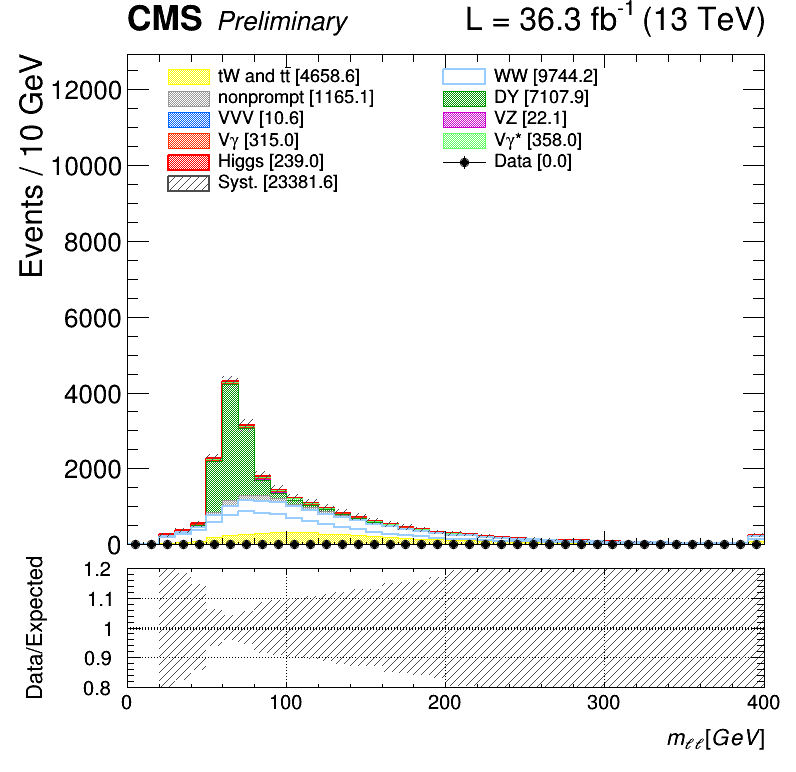 CMS Preliminary L = 36.3 fb⁻¹ (13 TeV)
Events / 10 GeV
12000
10000
8000
6000
4000
2000
0
tW and tt̄ [4658.6]
nonprompt [1165.1]
VVV [10.6]
Vγ [315.0]
Higgs [239.0]
Syst. [23381.6]
WW [9744.2]
DY [7107.9]
VZ [22.1]
Vγ* [358.0]
Data [0.0]
Data/Expected
1.2
1.1
1
0.9
0.8
0 100 200 300 400
mℓℓ[GeV]